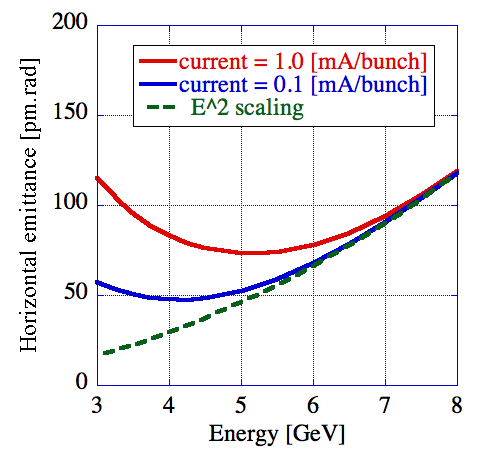 200
150
100
50
0
Horizontal emittance [pm.rad]
current = 1.0 [mA/bunch]
current = 0.1 [mA/bunch]
E^2 scaling
3 4 5 6 7 8
Energy [GeV]